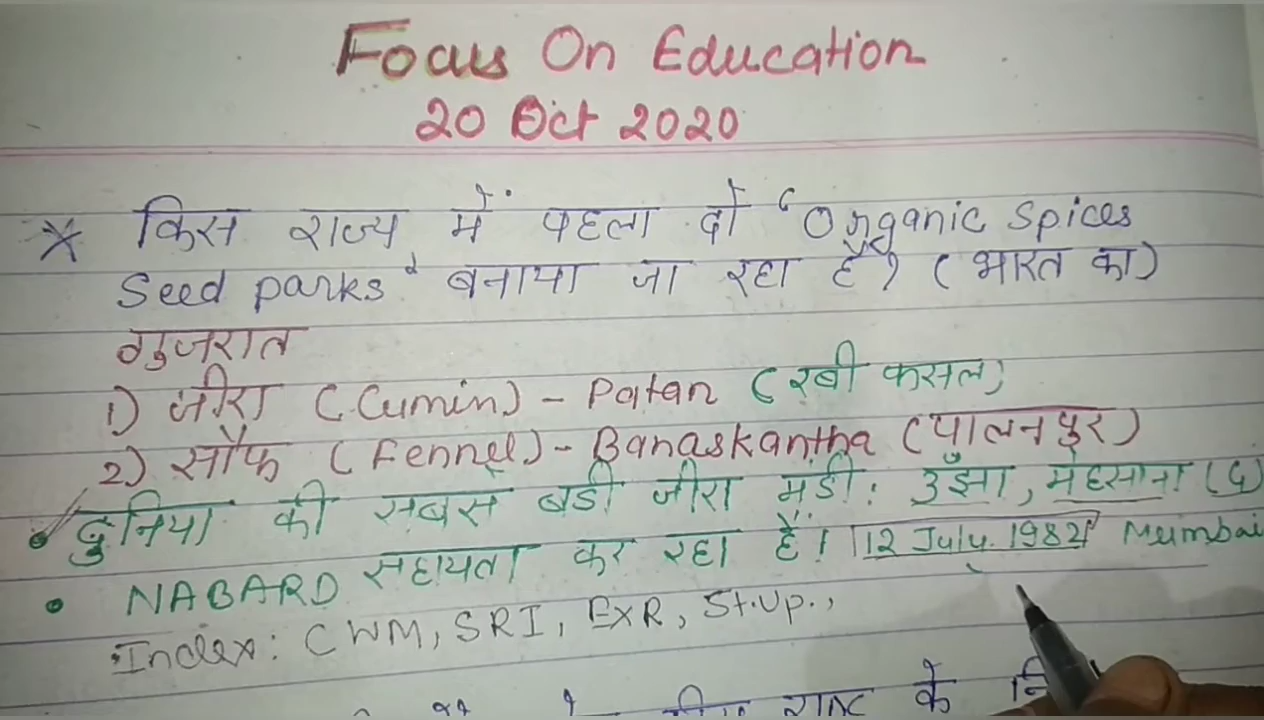 Focus On Education
20 Oct 2020
* किस राज्य में पहला दो "Organic Spices
Seed parks" बनाया जा रहा है? (भारत का)
गुजरात
1) जीरा (Cumin) - Patan (रबी फसल)
2) सौंफ (Fennel) - Banaskantha (पालनपुर)
• दुनिया की सबसे बडी जीरा मंडी: उँझा, मेहसाना (गु)
• NABARD सहायता कर रहा है। 12 July 1982 Mumbai
Index: CWM, SRI, ExR, St.Up.,
के